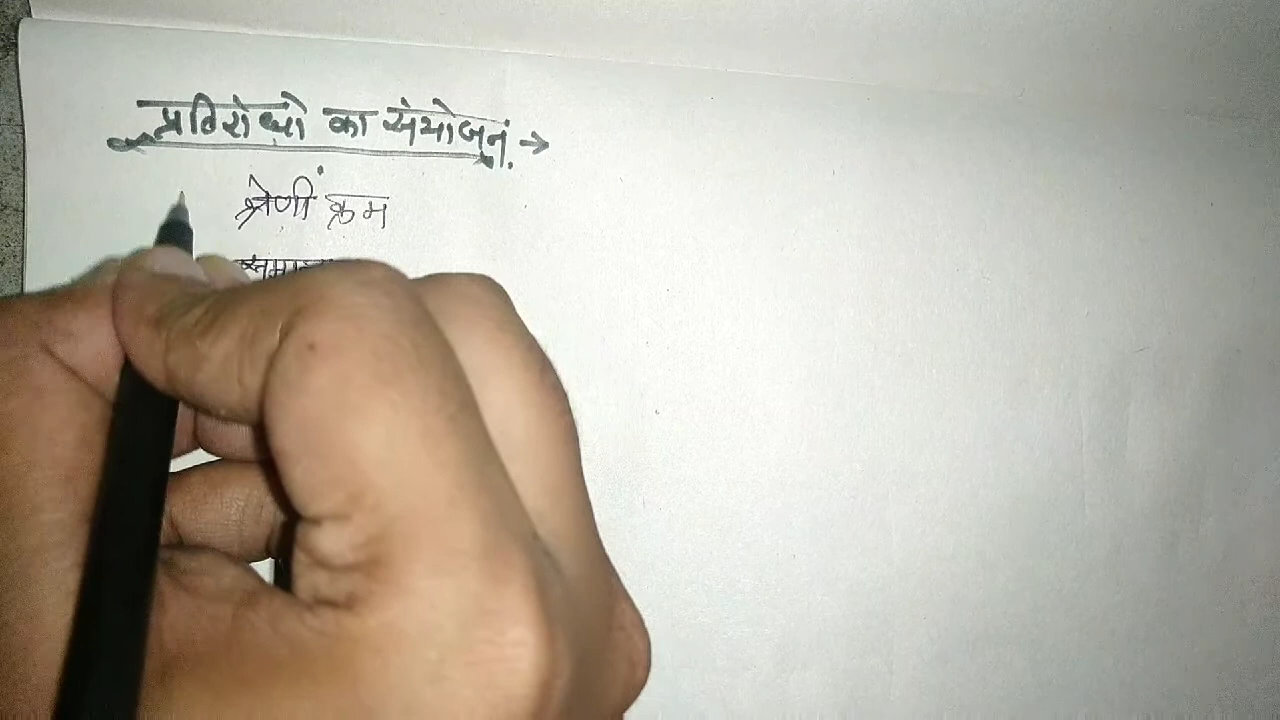 प्रतिरोधो का संयोजन →
श्रेणी क्रम